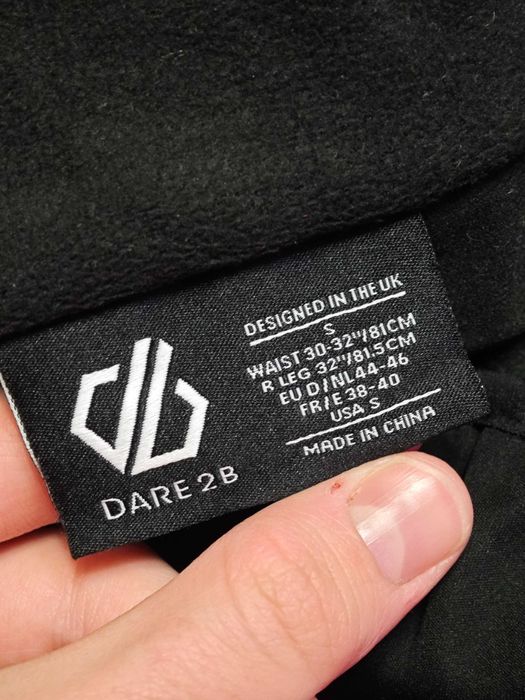 DESIGNED IN THE UK
S
WAIST 30-32"/81CM
R LEG 32"/81.5CM
EU D/NL44-46
FR/E 38-40
USA S
MADE IN CHINA
DARE 2B